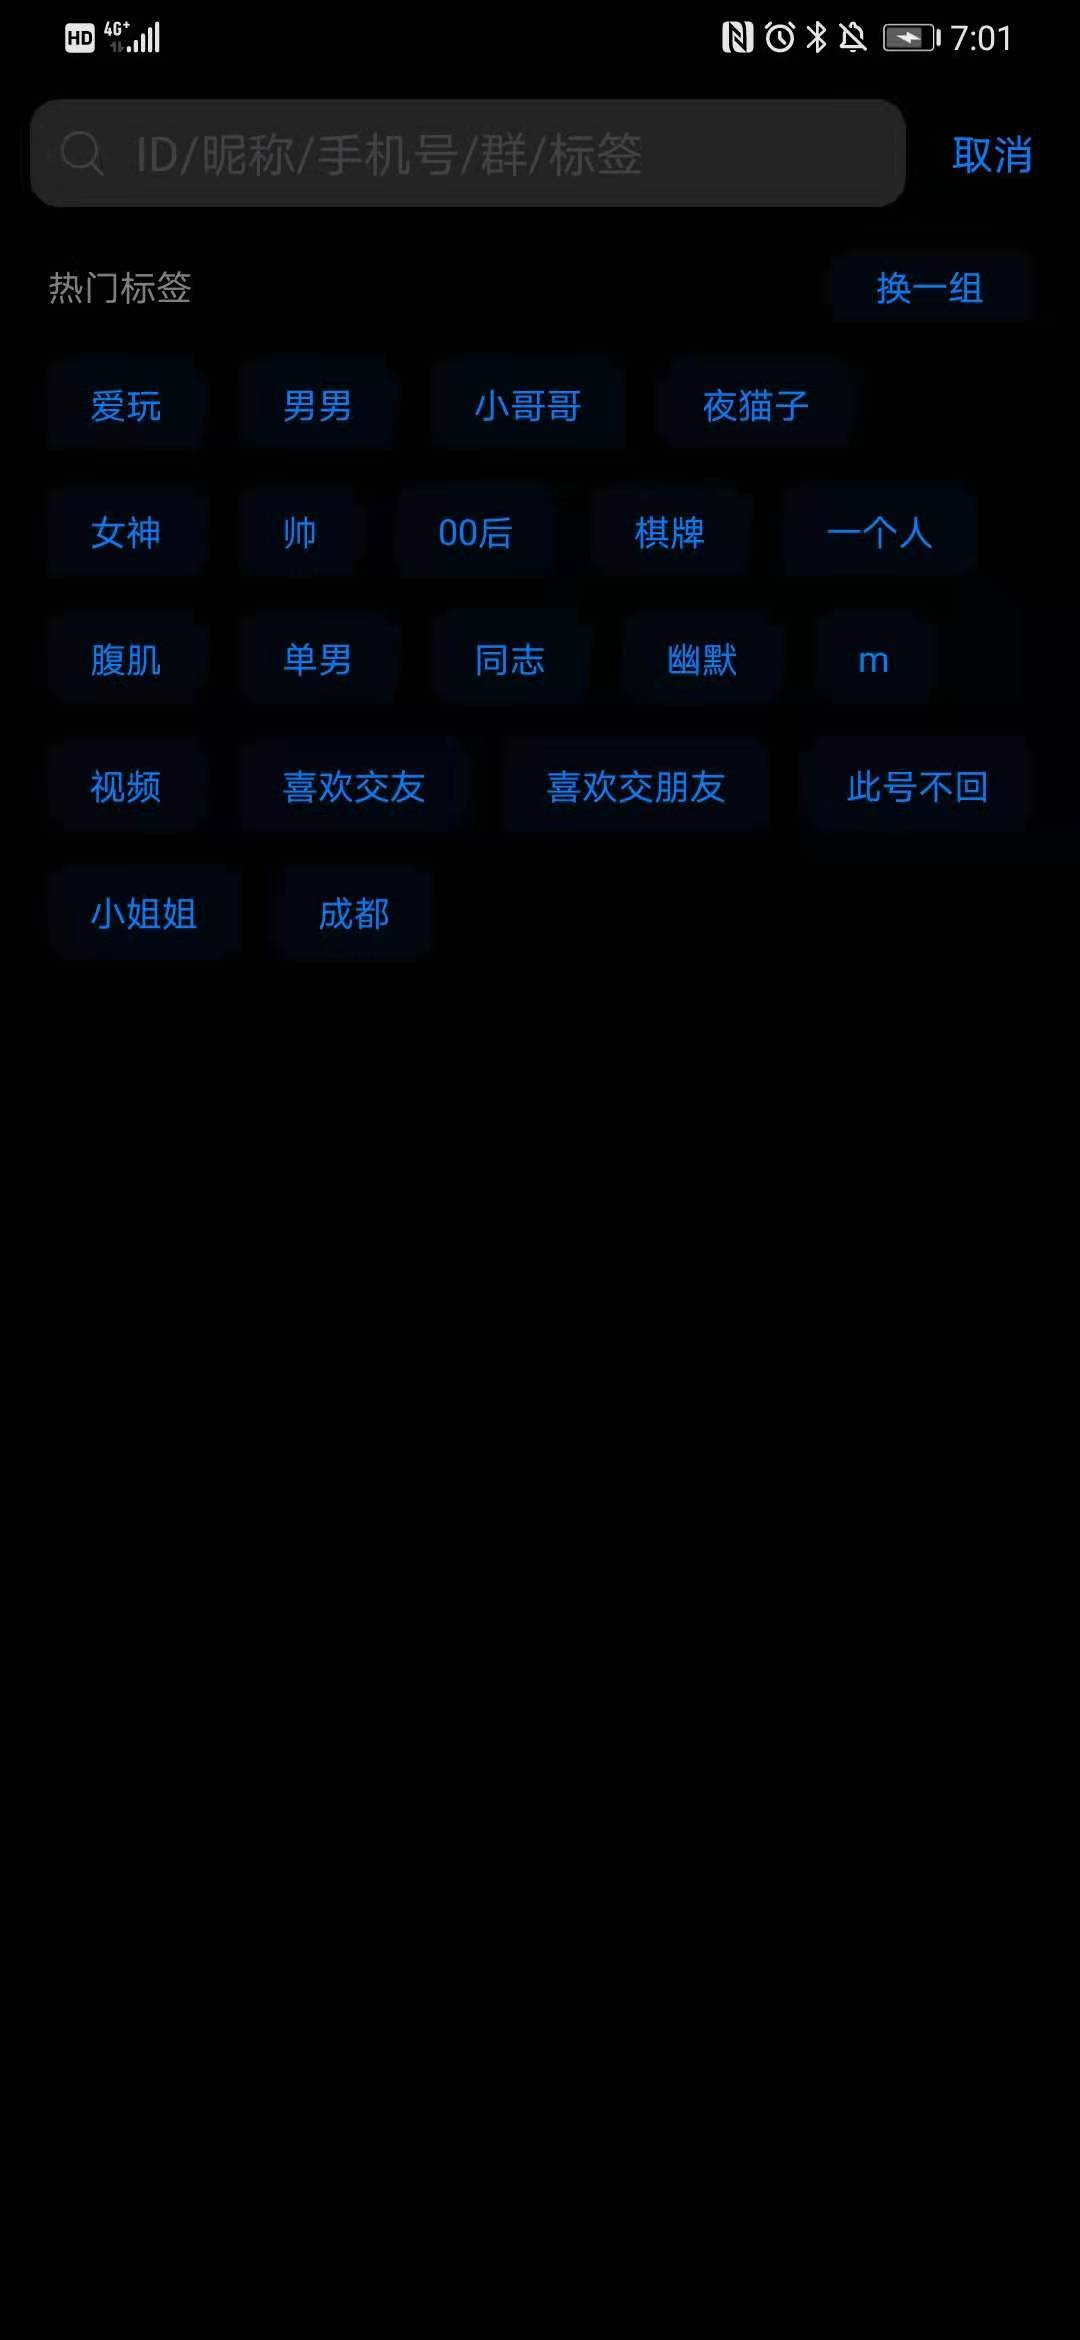 HD 4G+ 7:01
ID/昵称/手机号/群/标签 取消
热门标签 换一组
爱玩 男男 小哥哥 夜猫子
女神 帅 00后 棋牌 一个人
腹肌 单男 同志 幽默 m
视频 喜欢交友 喜欢交朋友 此号不回
小姐姐 成都